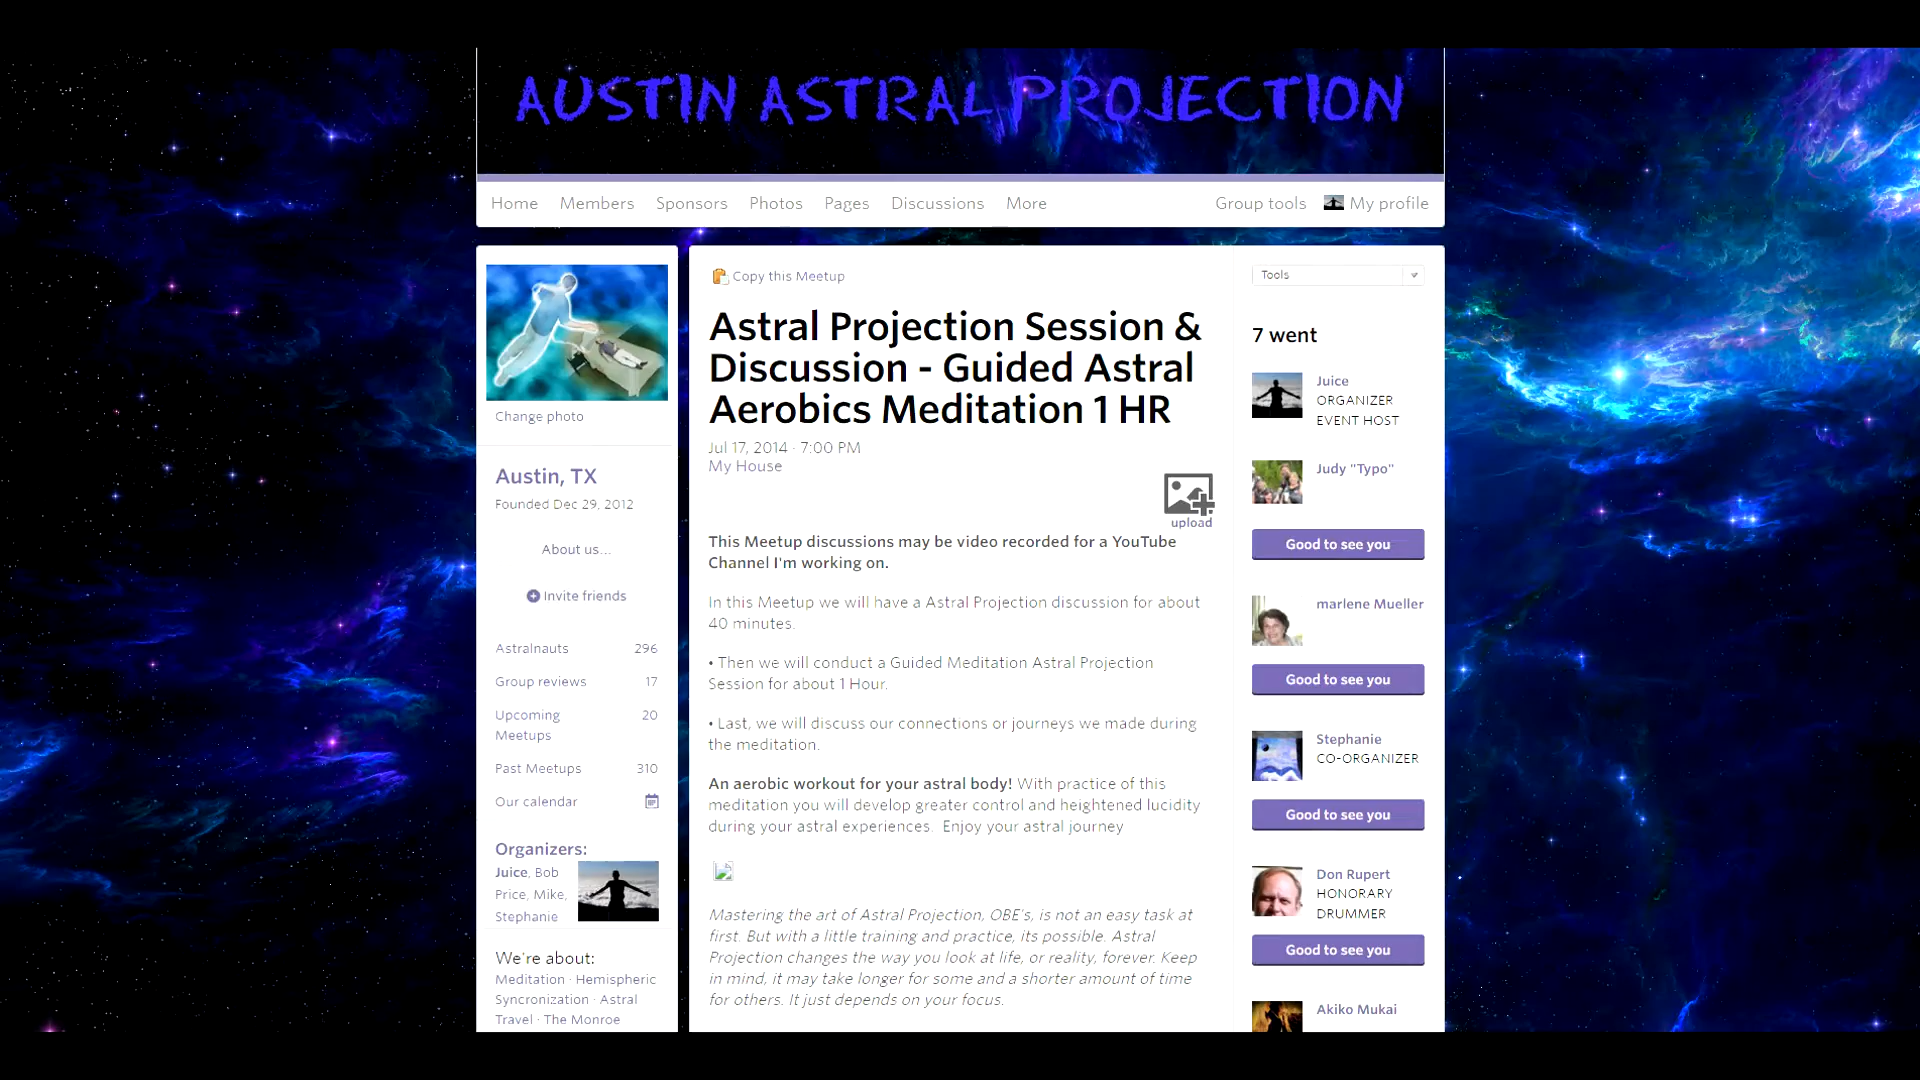 AUSTIN ASTRAL PROJECTION
Home Members Sponsors Photos Pages Discussions More Group tools My profile
Change photo
Austin, TX
Founded Dec 29, 2012
About us...
Invite friends
Astralnauts 296
Group reviews 17
Upcoming 20
Meetups
Past Meetups 310
Our calendar
Organizers:
Juice, Bob
Price, Mike,
Stephanie
We're about:
Meditation · Hemispheric
Syncronization · Astral
Travel · The Monroe
Copy this Meetup
Astral Projection Session &
Discussion - Guided Astral
Aerobics Meditation 1 HR
Jul 17, 2014 · 7:00 PM
My House
upload
This Meetup discussions may be video recorded for a YouTube
Channel I'm working on.
In this Meetup we will have a Astral Projection discussion for about
40 minutes.
• Then we will conduct a Guided Meditation Astral Projection
Session for about 1 Hour.
• Last, we will discuss our connections or journeys we made during
the meditation.
An aerobic workout for your astral body! With practice of this
meditation you will develop greater control and heightened lucidity
during your astral experiences. Enjoy your astral journey
Mastering the art of Astral Projection, OBE's, is not an easy task at
first. But with a little training and practice, its possible. Astral
Projection changes the way you look at life, or reality, forever. Keep
in mind, it may take longer for some and a shorter amount of time
for others. It just depends on your focus.
Tools
7 went
Juice
ORGANIZER
EVENT HOST
Judy "Typo"
Good to see you
marlene Mueller
Good to see you
Stephanie
CO-ORGANIZER
Good to see you
Don Rupert
HONORARY
DRUMMER
Good to see you
Akiko Mukai